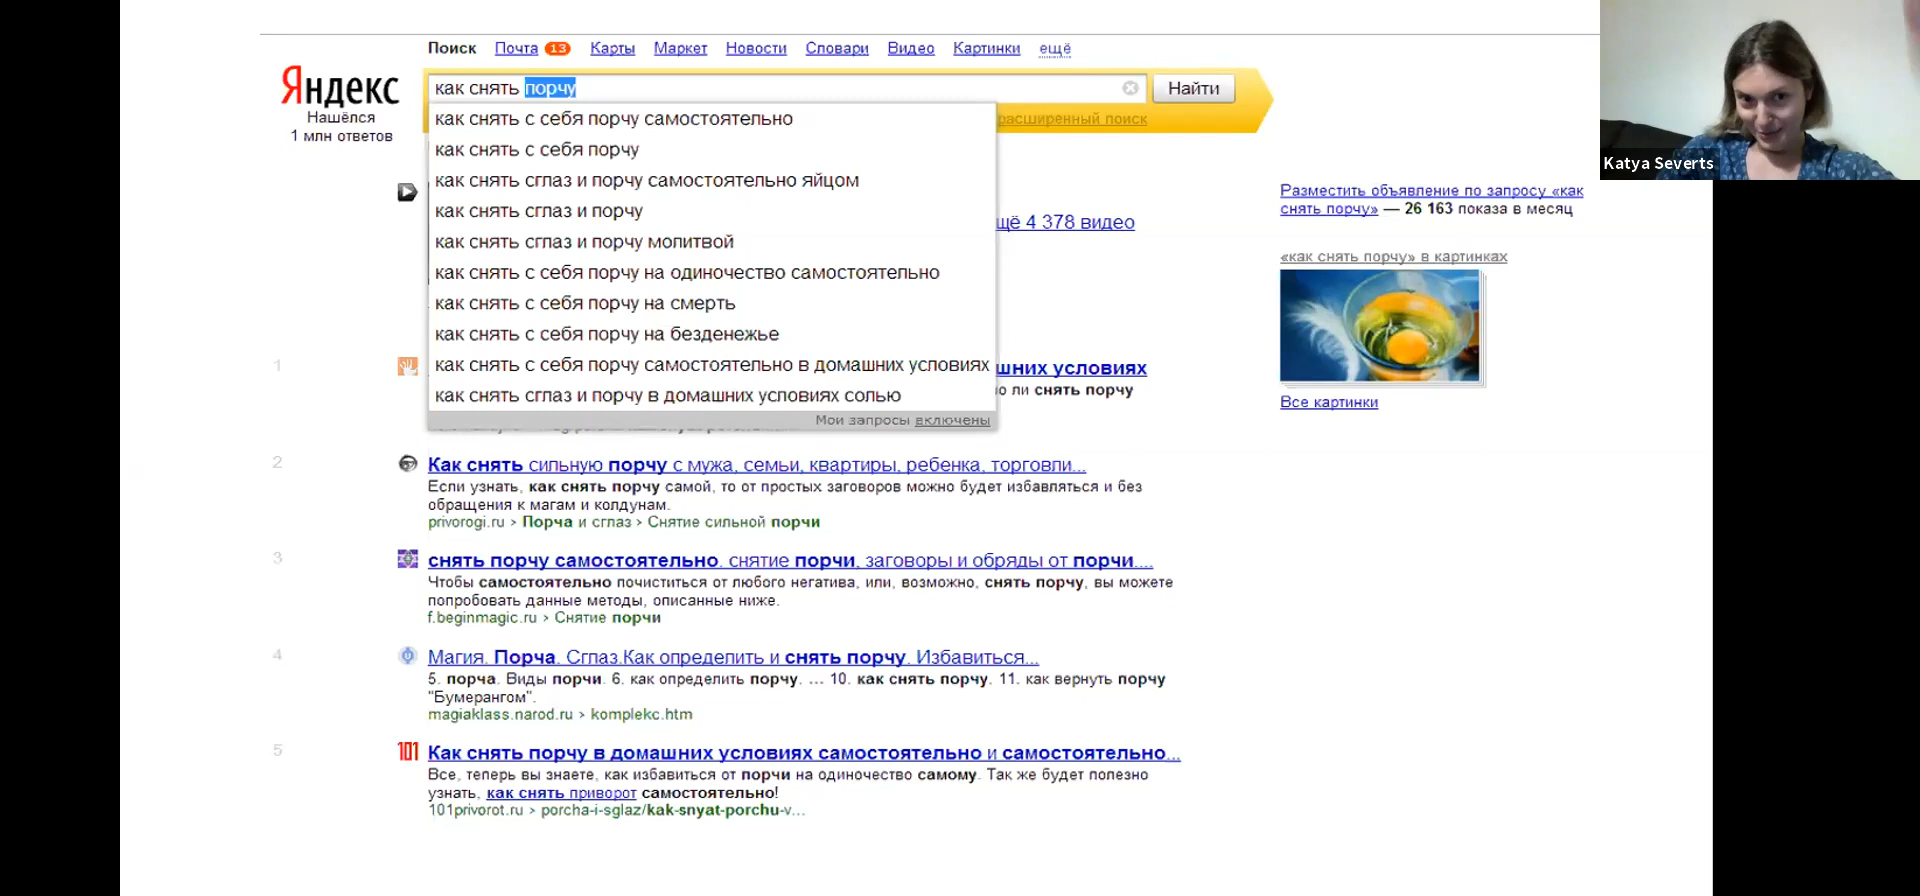 Поиск Почта 13 Карты Маркет Новости Словари Видео Картинки ещё
Яндекс
Нашёлся
1 млн ответов
как снять порчу
Найти
расширенный поиск
как снять с себя порчу самостоятельно
как снять с себя порчу
как снять сглаз и порчу самостоятельно яйцом
как снять сглаз и порчу
как снять сглаз и порчу молитвой
как снять с себя порчу на одиночество самостоятельно
как снять с себя порчу на смерть
как снять с себя порчу на безденежье
как снять с себя порчу самостоятельно в домашних условиях
как снять сглаз и порчу в домашних условиях солью
Мои запросы включены
4 378 видео
1
условиях
ли снять порчу
2
Как снять сильную порчу с мужа, семьи, квартиры, ребенка, торговли...
Если узнать, как снять порчу самой, то от простых заговоров можно будет избавляться и без
обращения к магам и колдунам.
privorogi.ru › Порча и сглаз › Снятие сильной порчи
3
снять порчу самостоятельно. снятие порчи, заговоры и обряды от порчи....
Чтобы самостоятельно почиститься от любого негатива, или, возможно, снять порчу, вы можете
попробовать данные методы, описанные ниже.
f.beginmagic.ru › Снятие порчи
4
Магия. Порча. Сглаз.Как определить и снять порчу. Избавиться...
5. порча. Виды порчи. 6. как определить порчу. ... 10. как снять порчу. 11. как вернуть порчу
"Бумерангом".
magiaklass.narod.ru › komplekc.htm
5
101
Как снять порчу в домашних условиях самостоятельно и самостоятельно...
Все, теперь вы знаете, как избавиться от порчи на одиночество самому. Так же будет полезно
узнать, как снять приворот самостоятельно!
101privorot.ru › porcha-i-sglaz/kak-snyat-porchu-v...
Разместить объявление по запросу «как
снять порчу» — 26 163 показа в месяц
«как снять порчу» в картинках
Все картинки
Katya Severts